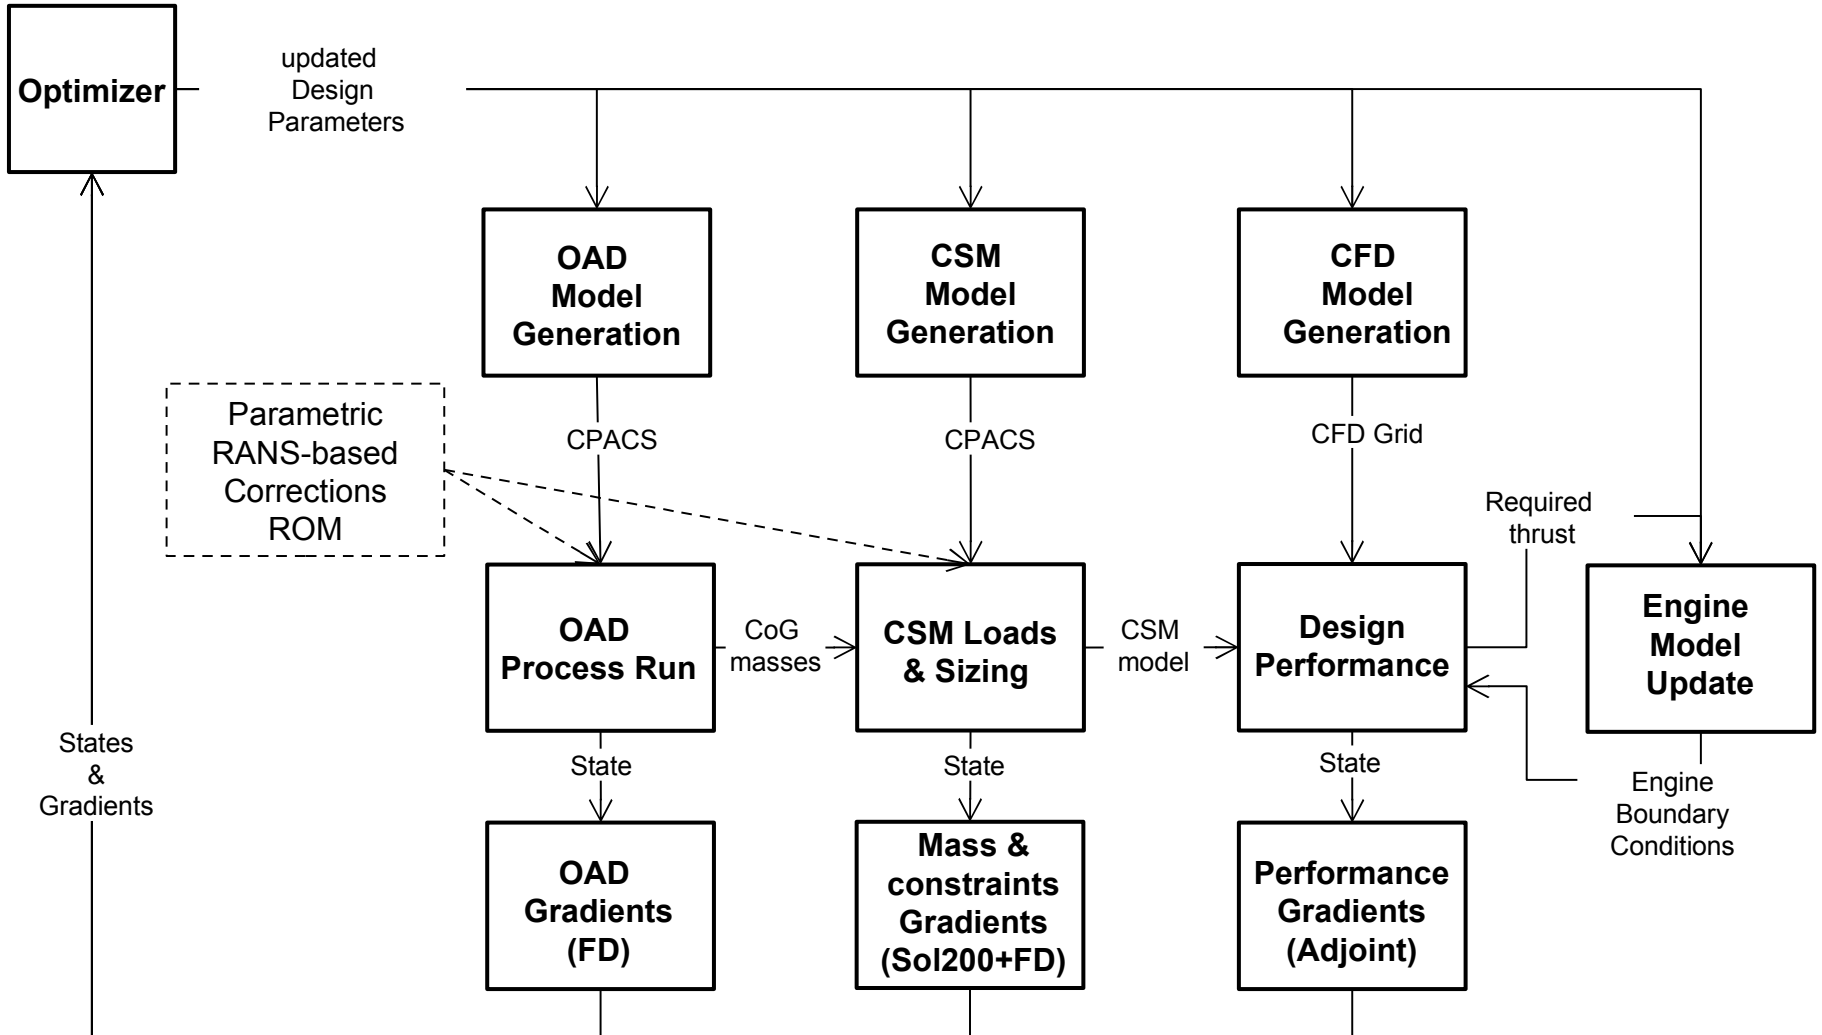 Optimizer
updated
Design
Parameters
OAD
Model
Generation
CSM
Model
Generation
CFD
Model
Generation
Parametric
RANS-based
Corrections
ROM
CPACS
CPACS
CFD Grid
Required
thrust
OAD
Process Run
CoG
masses
CSM Loads
& Sizing
CSM
model
Design
Performance
Engine
Model
Update
States
&
Gradients
State
State
State
Engine
Boundary
Conditions
OAD
Gradients
(FD)
Mass &
constraints
Gradients
(Sol200+FD)
Performance
Gradients
(Adjoint)